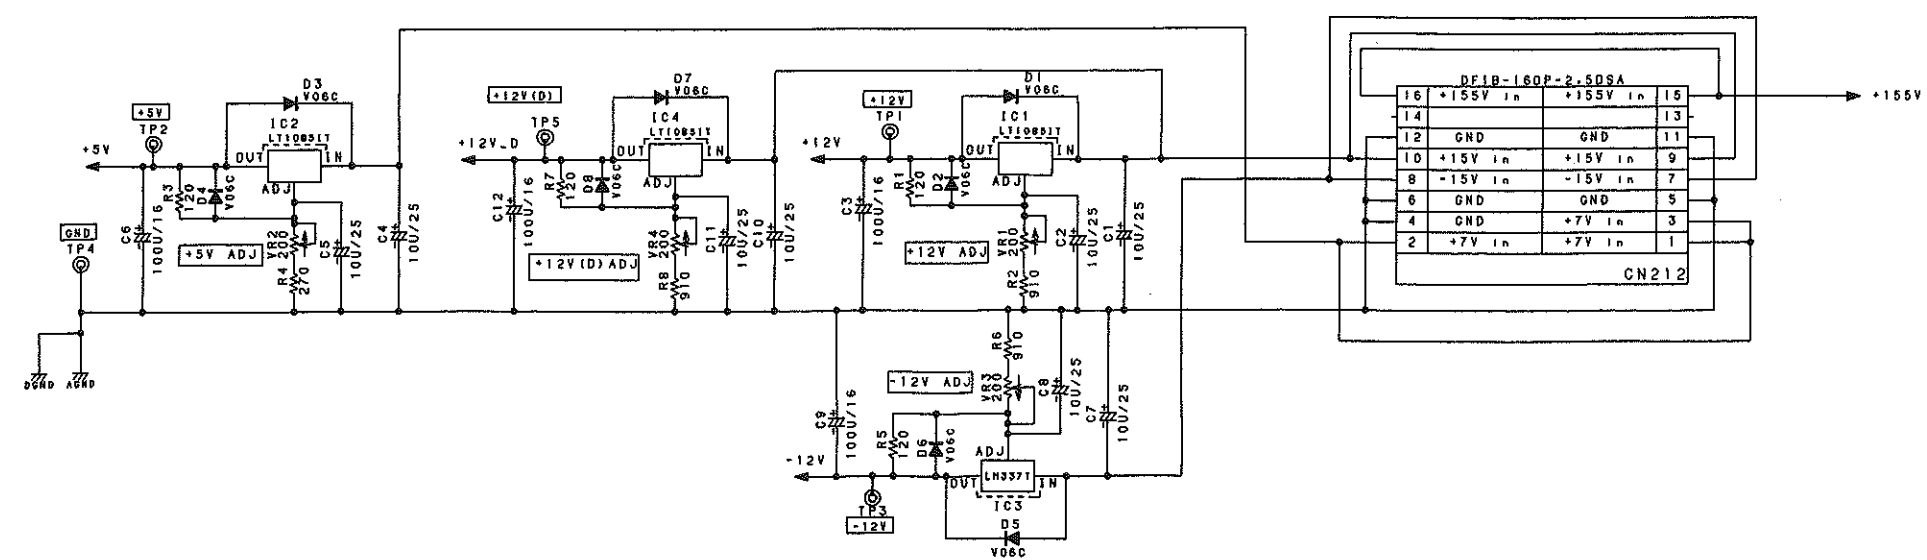 D3
V06C
IC2
LT1085IT
OUT
IN
ADJ
+5V
TP2
+5V
R3
120
D4
V06C
C6
100U/16
+5V ADJ
VR2
200
R4
270
C5
10U/25
C4
10U/25
GND
TP4
DGND
AGND
D7
V06C
IC4
LT1085IT
OUT
IN
ADJ
+12V(D)
TP5
+12V_D
R7
120
D8
V06C
C12
100U/16
+12V(D)ADJ
VR4
200
R8
910
C11
10U/25
C10
10U/25
D1
V06C
IC1
LT1085IT
OUT
IN
ADJ
+12V
TP1
+12V
R1
120
D2
V06C
C3
100U/16
+12V ADJ
VR1
200
R2
910
C2
10U/25
C1
10U/25
R6
910
-12V ADJ
VR3
200
C8
10U/25
C7
10U/25
C9
100U/16
R5
120
D6
V06C
ADJ
-12V
OUT
LM337T
IN
IC3
TP3
-12V
D5
V06C
DF1B-16DP-2.5DSA
16 +155V In +155V In 15
14 13
12 GND GND 11
10 +15V In +15V In 9
8 -15V In -15V In 7
6 GND GND 5
4 GND +7V In 3
2 +7V In +7V In 1
CN212
+155V